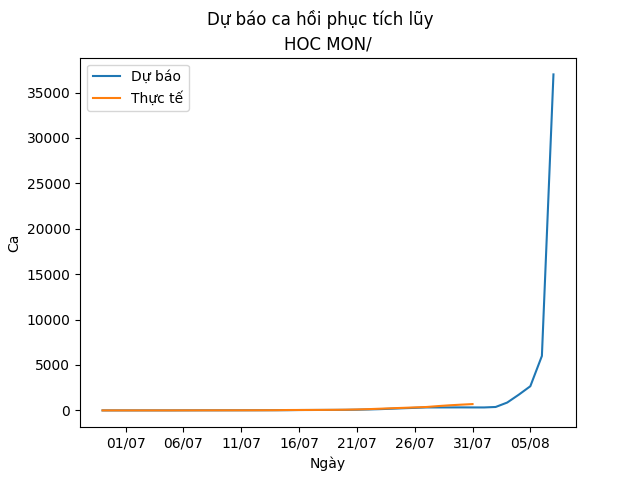 Dự báo ca hồi phục tích lũy
HOC MON/
Dự báo
Thực tế
35000
30000
25000
20000
15000
10000
5000
0
Ca
01/07 06/07 11/07 16/07 21/07 26/07 31/07 05/08
Ngày